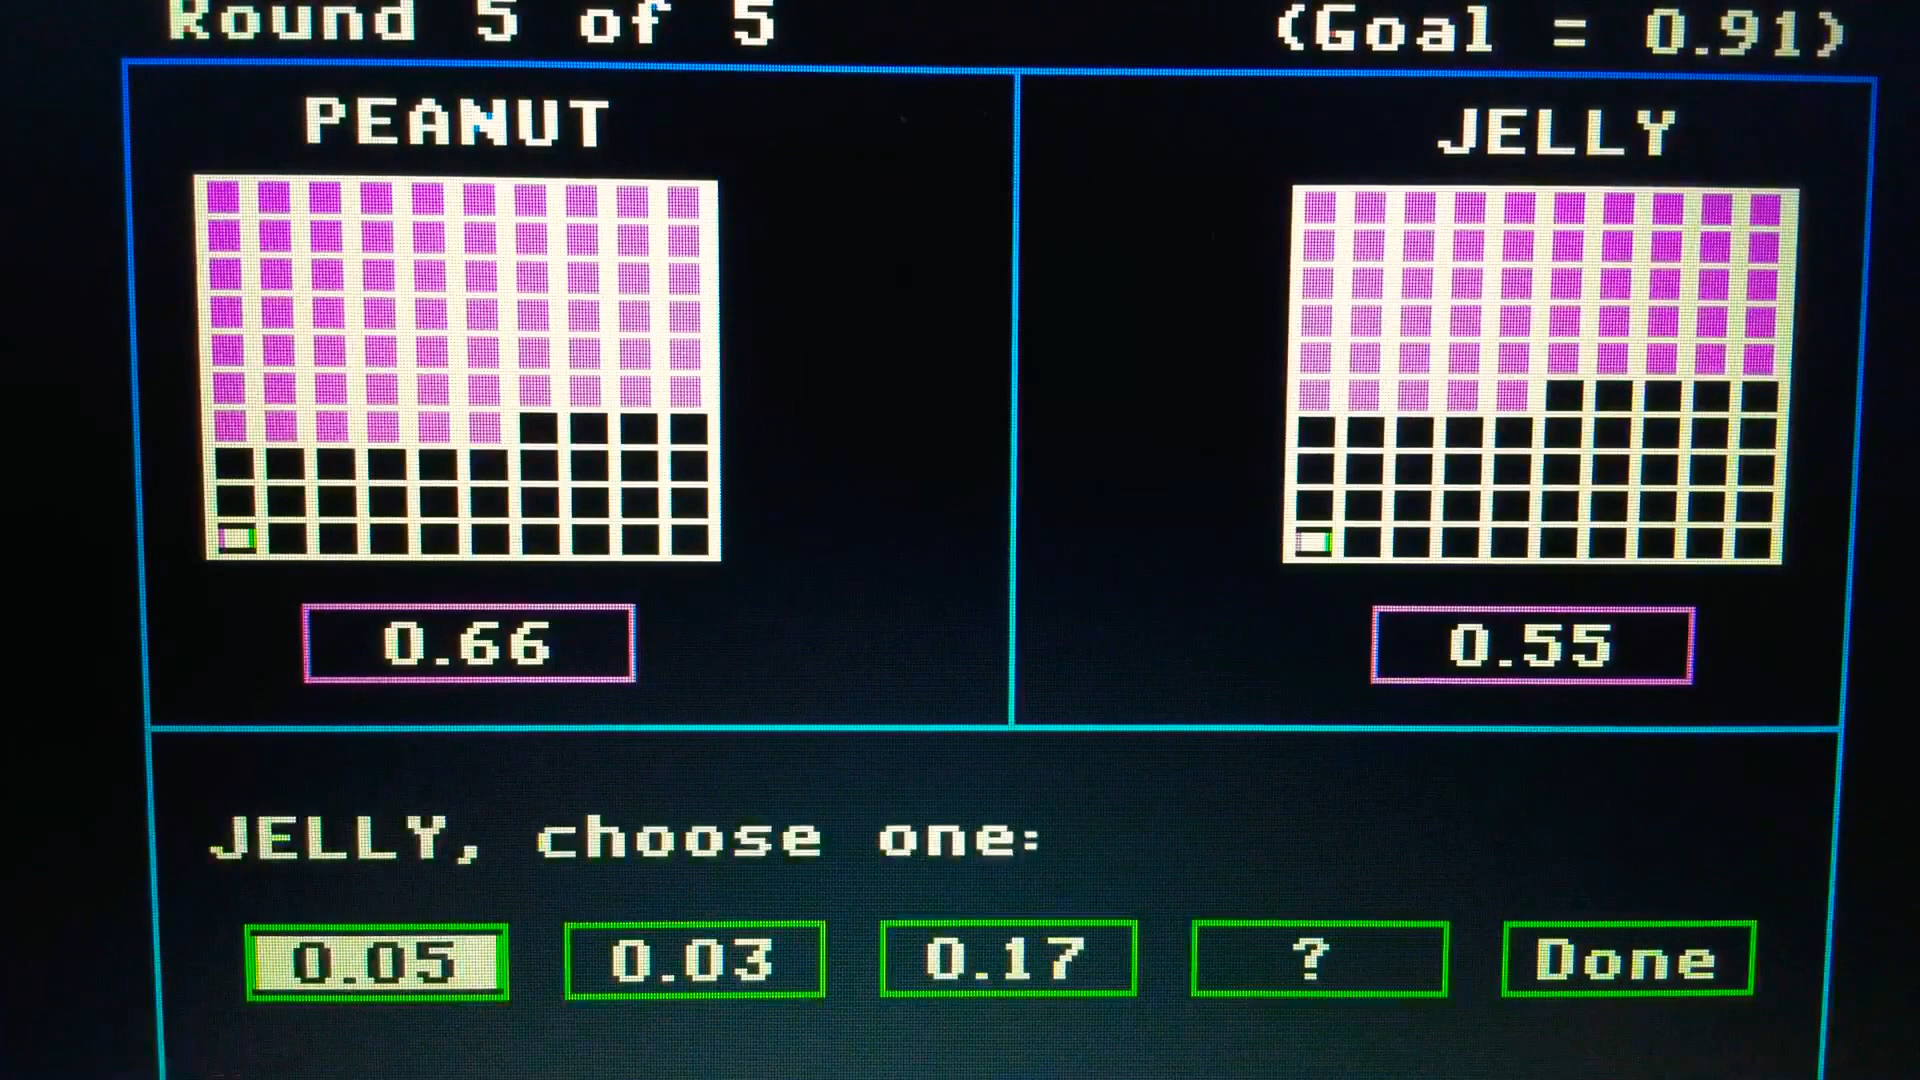 Round 5 of 5
(Goal = 0.91)
PEANUT
JELLY
0.66
0.55
JELLY, choose one:
0.05
0.03
0.17
?
Done